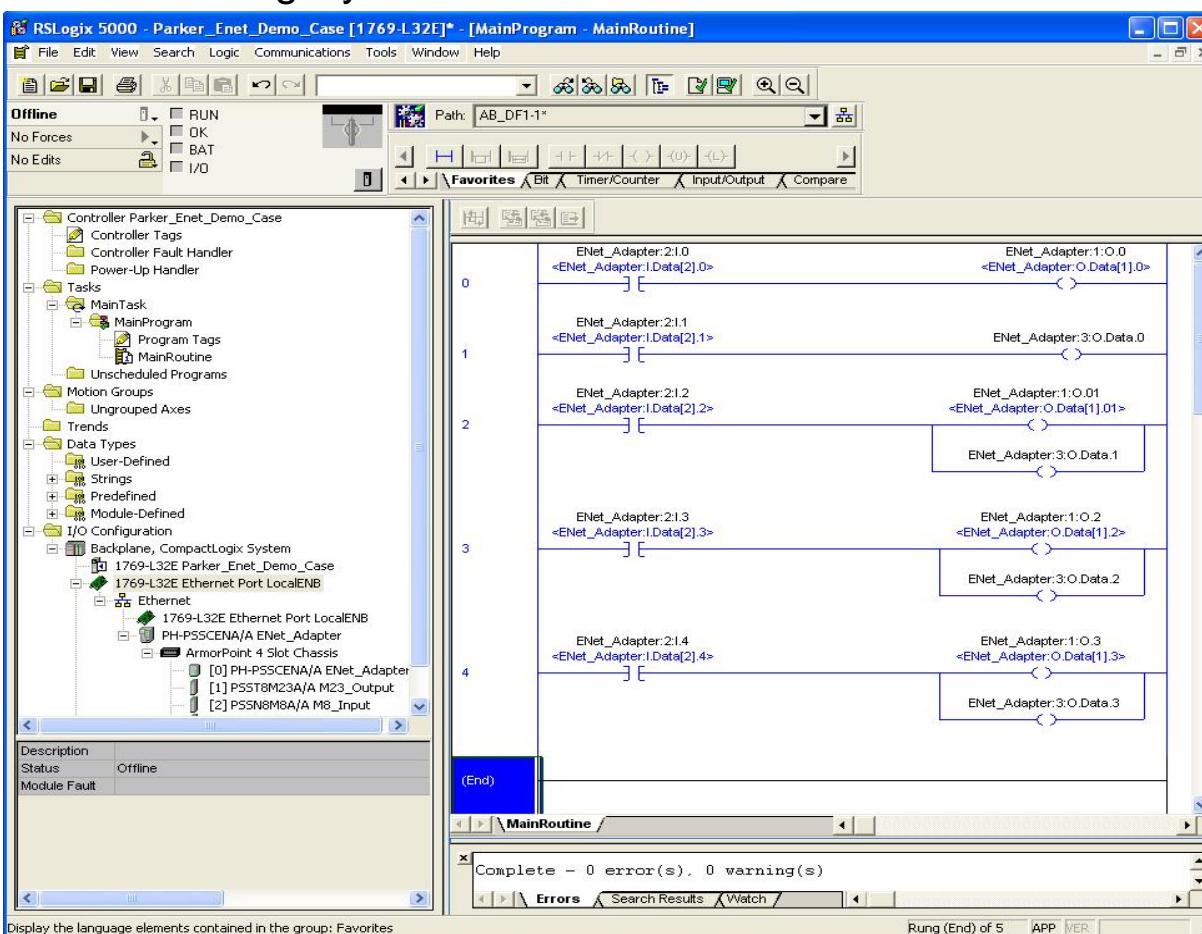 RSLogix 5000 - Parker_Enet_Demo_Case [1769-L32E]* - [MainProgram - MainRoutine]
File Edit View Search Logic Communications Tools Window Help
Offline
RUN
No Forces
OK
No Edits
BAT
I/O
Path: AB_DF1-1*
Favorites Bit Timer/Counter Input/Output Compare
Controller Parker_Enet_Demo_Case
Controller Tags
Controller Fault Handler
Power-Up Handler
Tasks
MainTask
MainProgram
Program Tags
MainRoutine
Unscheduled Programs
Motion Groups
Ungrouped Axes
Trends
Data Types
User-Defined
Strings
Predefined
Module-Defined
I/O Configuration
Backplane, CompactLogix System
1769-L32E Parker_Enet_Demo_Case
1769-L32E Ethernet Port LocalENB
Ethernet
1769-L32E Ethernet Port LocalENB
PH-PSSCENA/A ENet_Adapter
ArmorPoint 4 Slot Chassis
[0] PH-PSSCENA/A ENet_Adapter
[1] PSST8M23A/A M23_Output
[2] PSSN8M8A/A M8_Input
Description
Status Offline
Module Fault
ENet_Adapter:2:I.0 ENet_Adapter:1:O.0
<ENet_Adapter:I.Data[2].0> <ENet_Adapter:O.Data[1].0>
0
ENet_Adapter:2:I.1
<ENet_Adapter:I.Data[2].1> ENet_Adapter:3:O.Data.0
1
ENet_Adapter:2:I.2 ENet_Adapter:1:O.01
<ENet_Adapter:I.Data[2].2> <ENet_Adapter:O.Data[1].01>
2
ENet_Adapter:3:O.Data.1
ENet_Adapter:2:I.3 ENet_Adapter:1:O.2
<ENet_Adapter:I.Data[2].3> <ENet_Adapter:O.Data[1].2>
3
ENet_Adapter:3:O.Data.2
ENet_Adapter:2:I.4 ENet_Adapter:1:O.3
<ENet_Adapter:I.Data[2].4> <ENet_Adapter:O.Data[1].3>
4
ENet_Adapter:3:O.Data.3
(End)
MainRoutine
Complete - 0 error(s), 0 warning(s)
Errors Search Results Watch
Display the language elements contained in the group: Favorites
Rung (End) of 5 APP VER